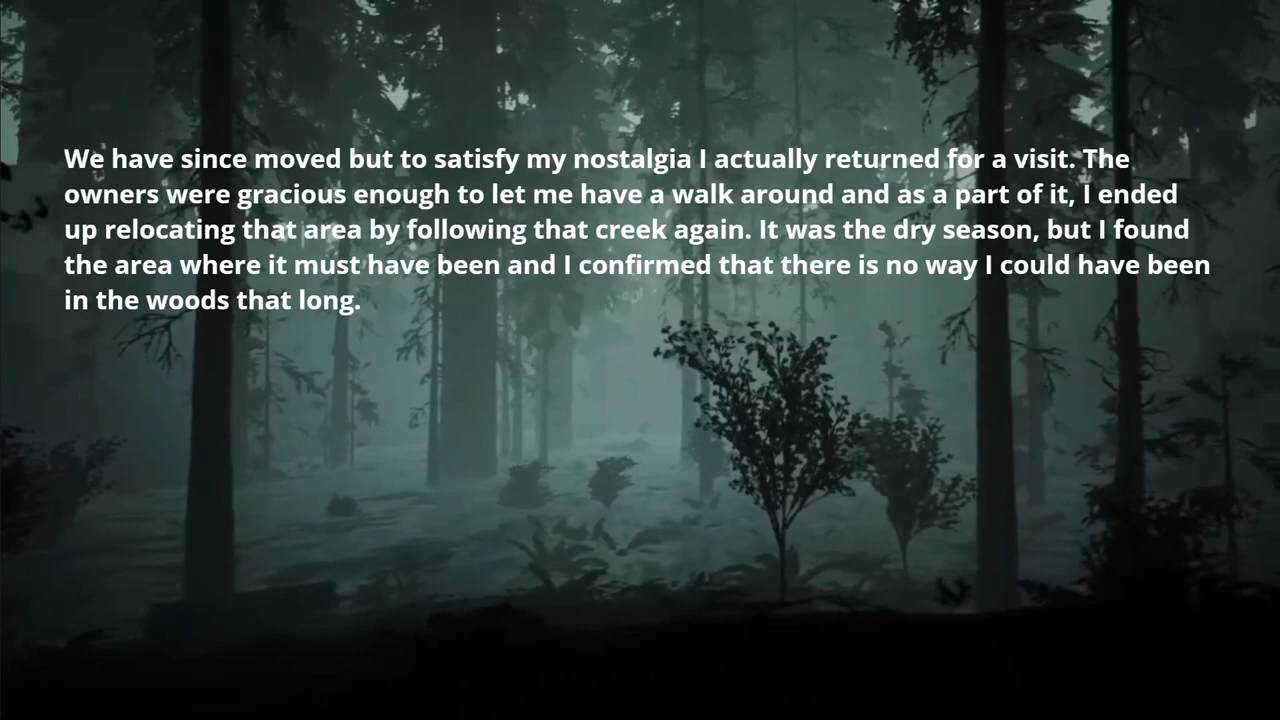 We have since moved but to satisfy my nostalgia I actually returned for a visit. The
owners were gracious enough to let me have a walk around and as a part of it, I ended
up relocating that area by following that creek again. It was the dry season, but I found
the area where it must have been and I confirmed that there is no way I could have been
in the woods that long.